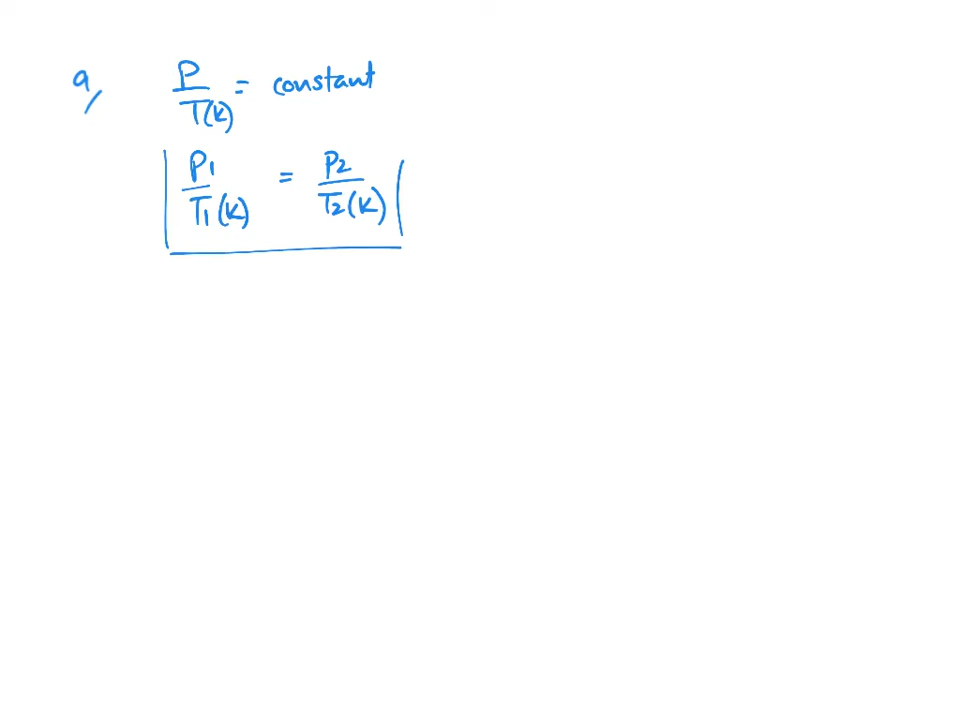 a/ P/T(K) = constant
P1/T1(K) = P2/T2(K)